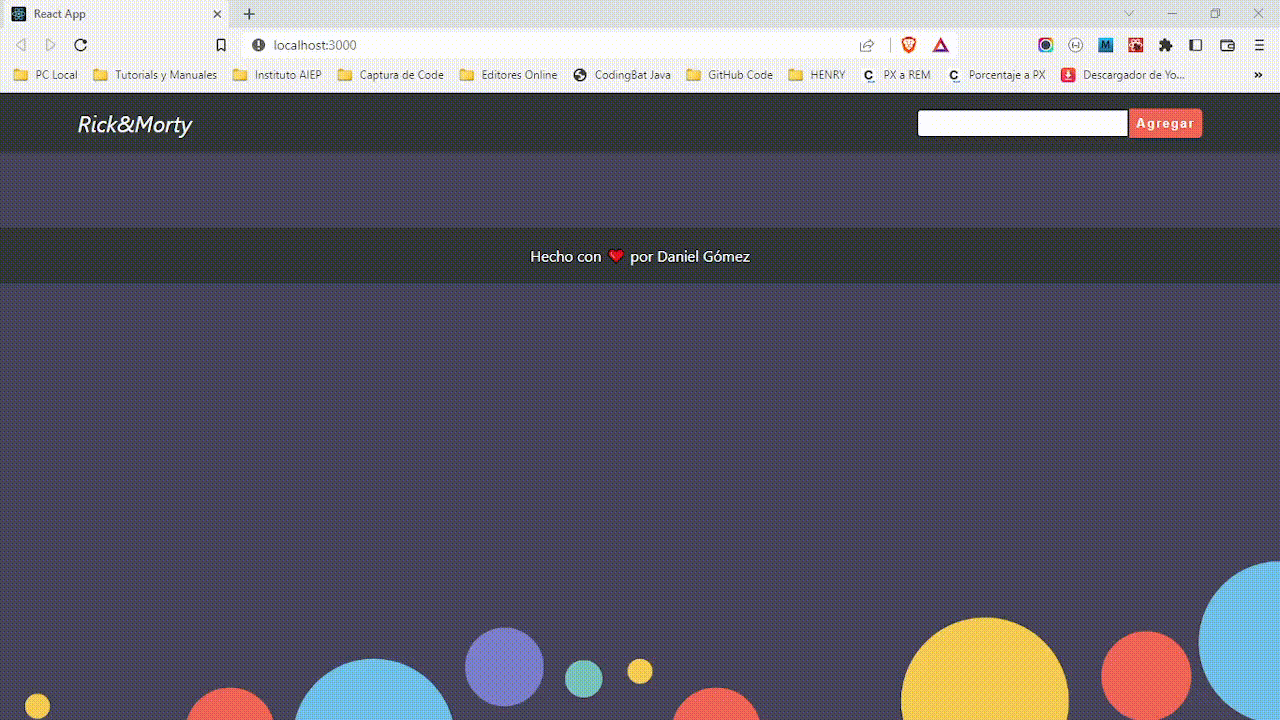 React App
localhost:3000
PC Local Tutorials y Manuales Instituto AIEP Captura de Code Editores Online CodingBat Java GitHub Code HENRY PX a REM Porcentaje a PX Descargador de Yo... »
Rick&Morty Agregar
Hecho con ❤ por Daniel Gómez